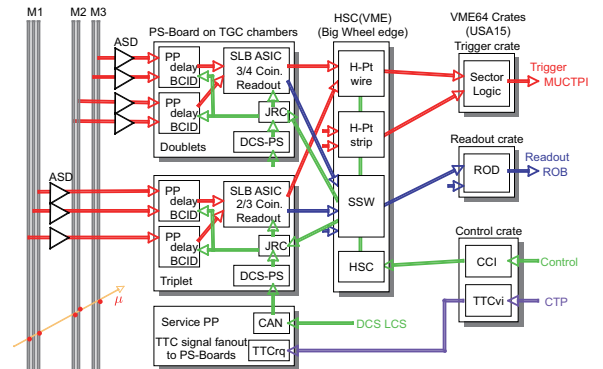 M1 M2 M3
PS-Board on TGC chambers
HSC(VME)
(Big Wheel edge)
VME64 Crates
(USA15)
Trigger crate
ASD
PP
delay
BCID
PP
delay
BCID
SLB ASIC
3/4 Coin.
Readout
JRC
DCS-PS
Doublets
H-Pt
wire
H-Pt
strip
Sector
Logic
Trigger
MUCTPI
Readout crate
ROD
Readout
ROB
ASD
PP
delay
BCID
PP
delay
BCID
SLB ASIC
2/3 Coin.
Readout
JRC
DCS-PS
Triplet
SSW
HSC
Control crate
CCI
Control
TTCvi
CTP
μ
Service PP
TTC signal fanout
to PS-Boards
CAN
DCS LCS
TTCrq